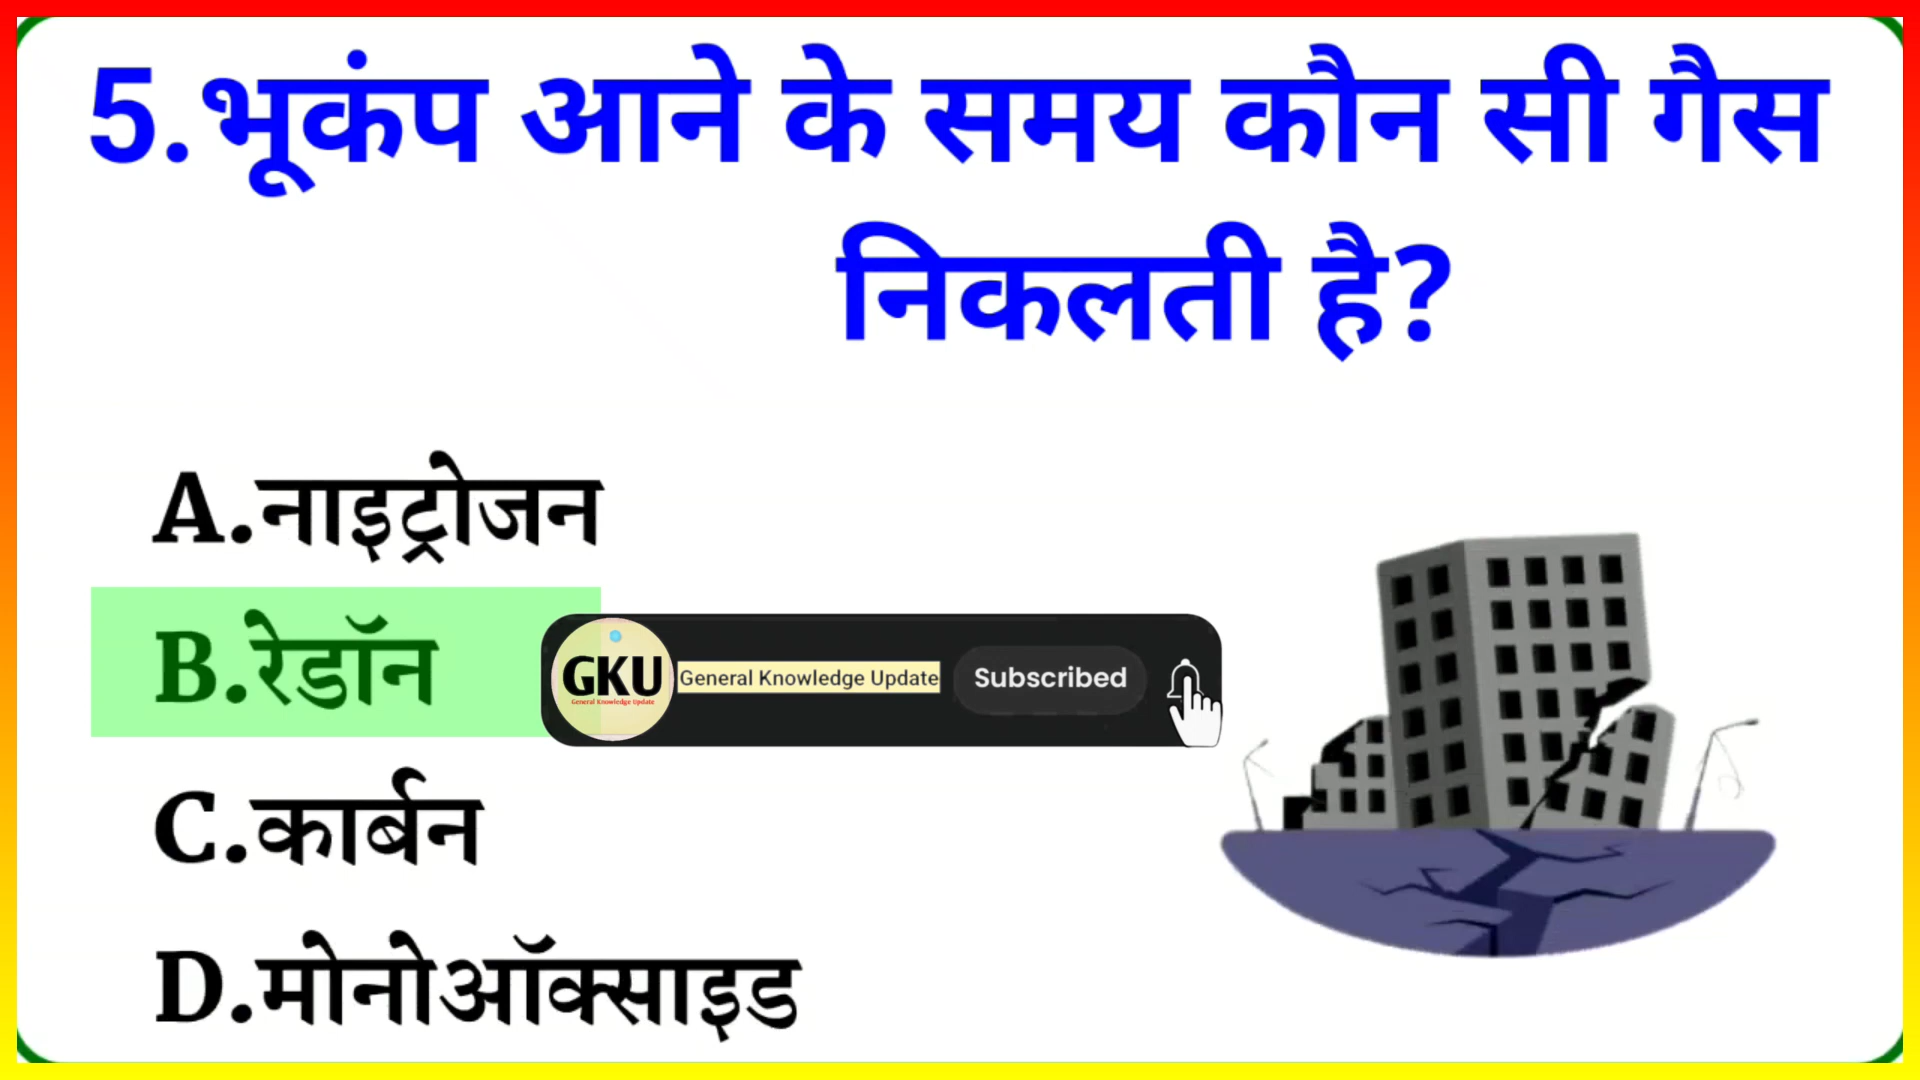 5.भूकंप आने के समय कौन सी गैस
निकलती है?
A.नाइट्रोजन
B.रेडॉन
GKU
General Knowledge Update
General Knowledge Update
Subscribed
C.कार्बन
D.मोनोऑक्साइड